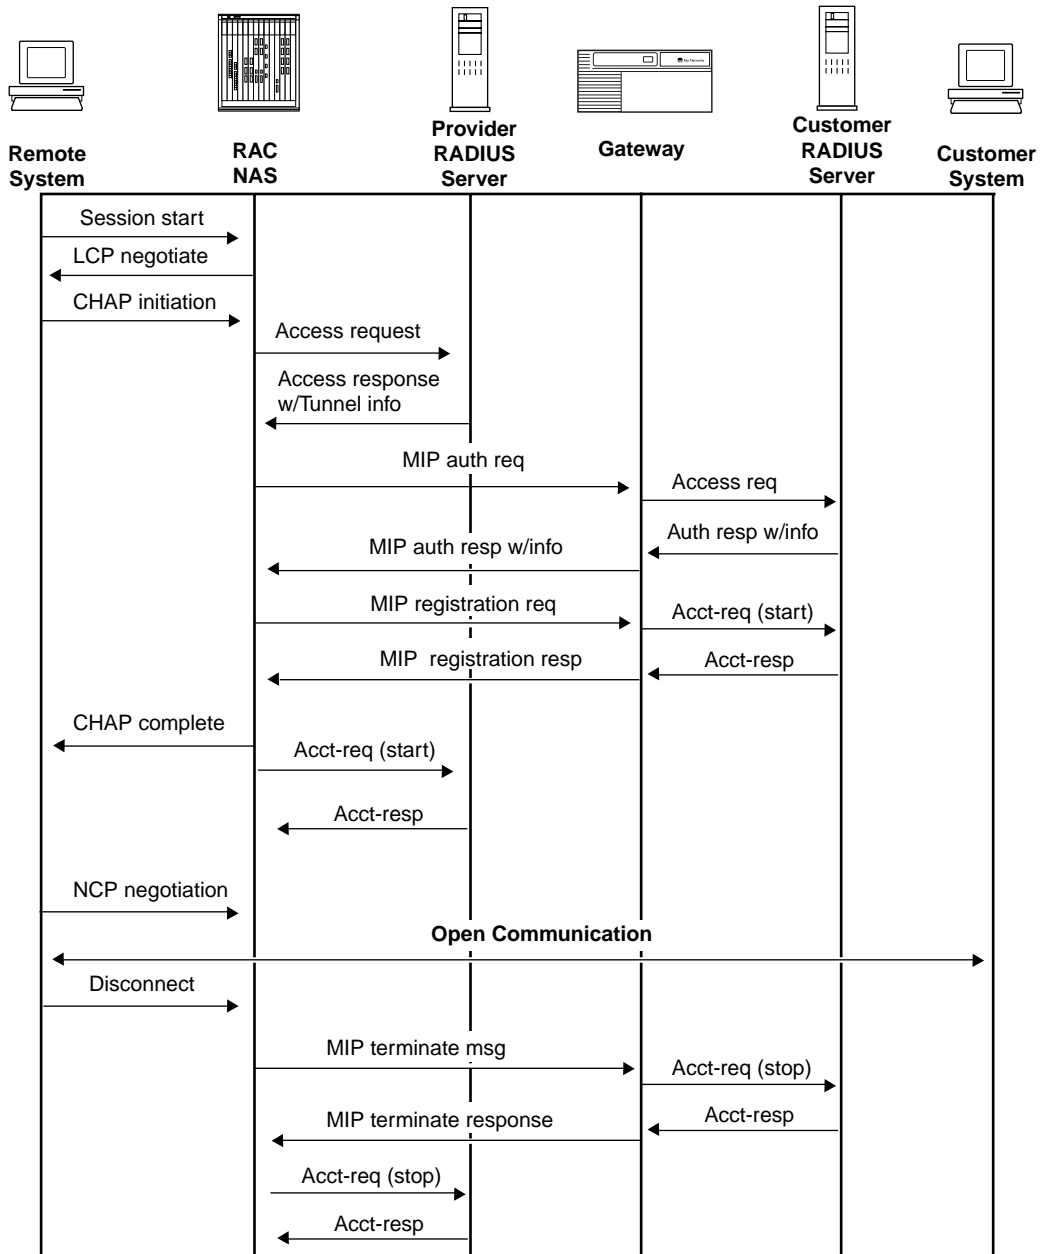 Remote
System
RAC
NAS
Provider
RADIUS
Server
Gateway
Customer
RADIUS
Server
Customer
System
Session start
LCP negotiate
CHAP initiation
Access request
Access response
w/Tunnel info
MIP auth req
Access req
Auth resp w/info
MIP auth resp w/info
MIP registration req
Acct-req (start)
MIP registration resp
Acct-resp
CHAP complete
Acct-req (start)
Acct-resp
NCP negotiation
Open Communication
Disconnect
MIP terminate msg
Acct-req (stop)
Acct-resp
MIP terminate response
Acct-req (stop)
Acct-resp